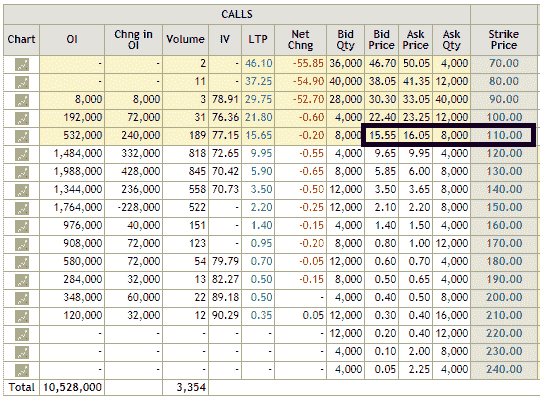 CALLS
Chart OI Chng in OI Volume IV LTP Net Chng Bid Qty Bid Price Ask Price Ask Qty Strike Price
- - 2 - 46.10 -55.85 36,000 46.70 50.05 4,000 70.00
- - 11 - 37.25 -54.90 40,000 38.05 41.35 12,000 80.00
8,000 8,000 3 78.91 29.75 -52.70 28,000 30.30 33.05 40,000 90.00
192,000 72,000 31 76.36 21.80 -0.60 4,000 22.40 23.25 12,000 100.00
532,000 240,000 189 77.15 15.65 -0.20 8,000 15.55 16.05 8,000 110.00
1,484,000 332,000 818 72.65 9.95 -0.55 4,000 9.65 9.95 4,000 120.00
1,988,000 428,000 845 70.42 5.90 -0.65 8,000 5.85 6.00 8,000 130.00
1,344,000 236,000 558 70.73 3.50 -0.50 12,000 3.50 3.65 8,000 140.00
1,764,000 -228,000 522 - 2.20 -0.25 12,000 2.10 2.20 8,000 150.00
976,000 40,000 151 - 1.40 -0.15 4,000 1.40 1.50 4,000 160.00
908,000 72,000 123 - 0.95 -0.20 8,000 0.80 1.00 12,000 170.00
580,000 72,000 54 79.79 0.70 -0.05 12,000 0.60 0.70 4,000 180.00
284,000 32,000 13 82.27 0.50 -0.15 8,000 0.50 0.65 4,000 190.00
348,000 60,000 22 89.18 0.50 - 4,000 0.40 0.50 8,000 200.00
120,000 32,000 12 90.29 0.35 0.05 12,000 0.30 0.40 16,000 210.00
- - - - - - 12,000 0.20 0.40 12,000 220.00
- - - - - - 4,000 0.10 2.00 8,000 230.00
- - - - - - 4,000 0.05 2.25 4,000 240.00
Total 10,528,000 3,354